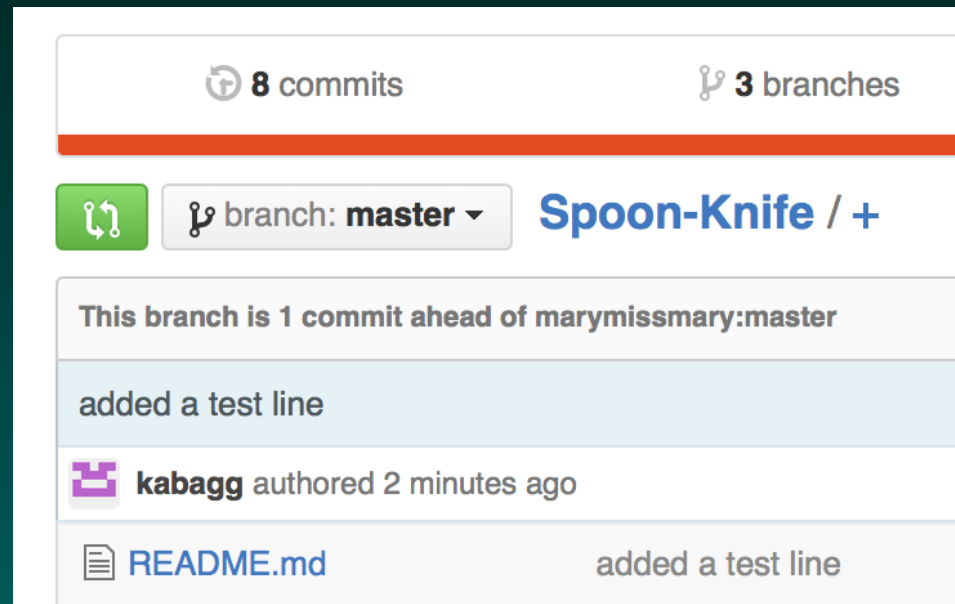 8 commits 3 branches
branch: master Spoon-Knife / +
This branch is 1 commit ahead of marymissmary:master
added a test line
kabagg authored 2 minutes ago
README.md added a test line